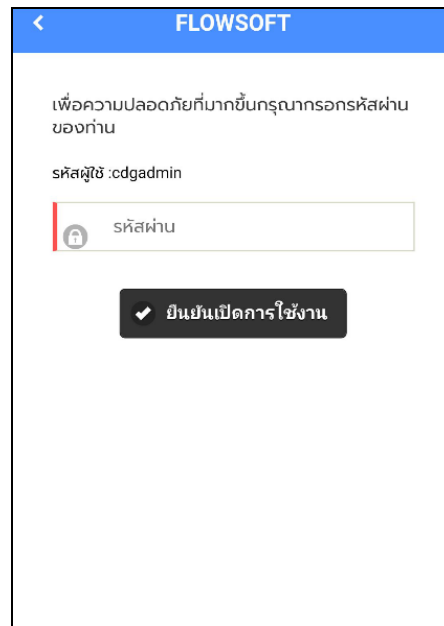 FLOWSOFT
เพื่อความปลอดภัยที่มากขึ้นกรุณากรอกรหัสผ่าน
ของท่าน
รหัสผู้ใช้ :cdgadmin
รหัสผ่าน
ยืนยันเปิดการใช้งาน